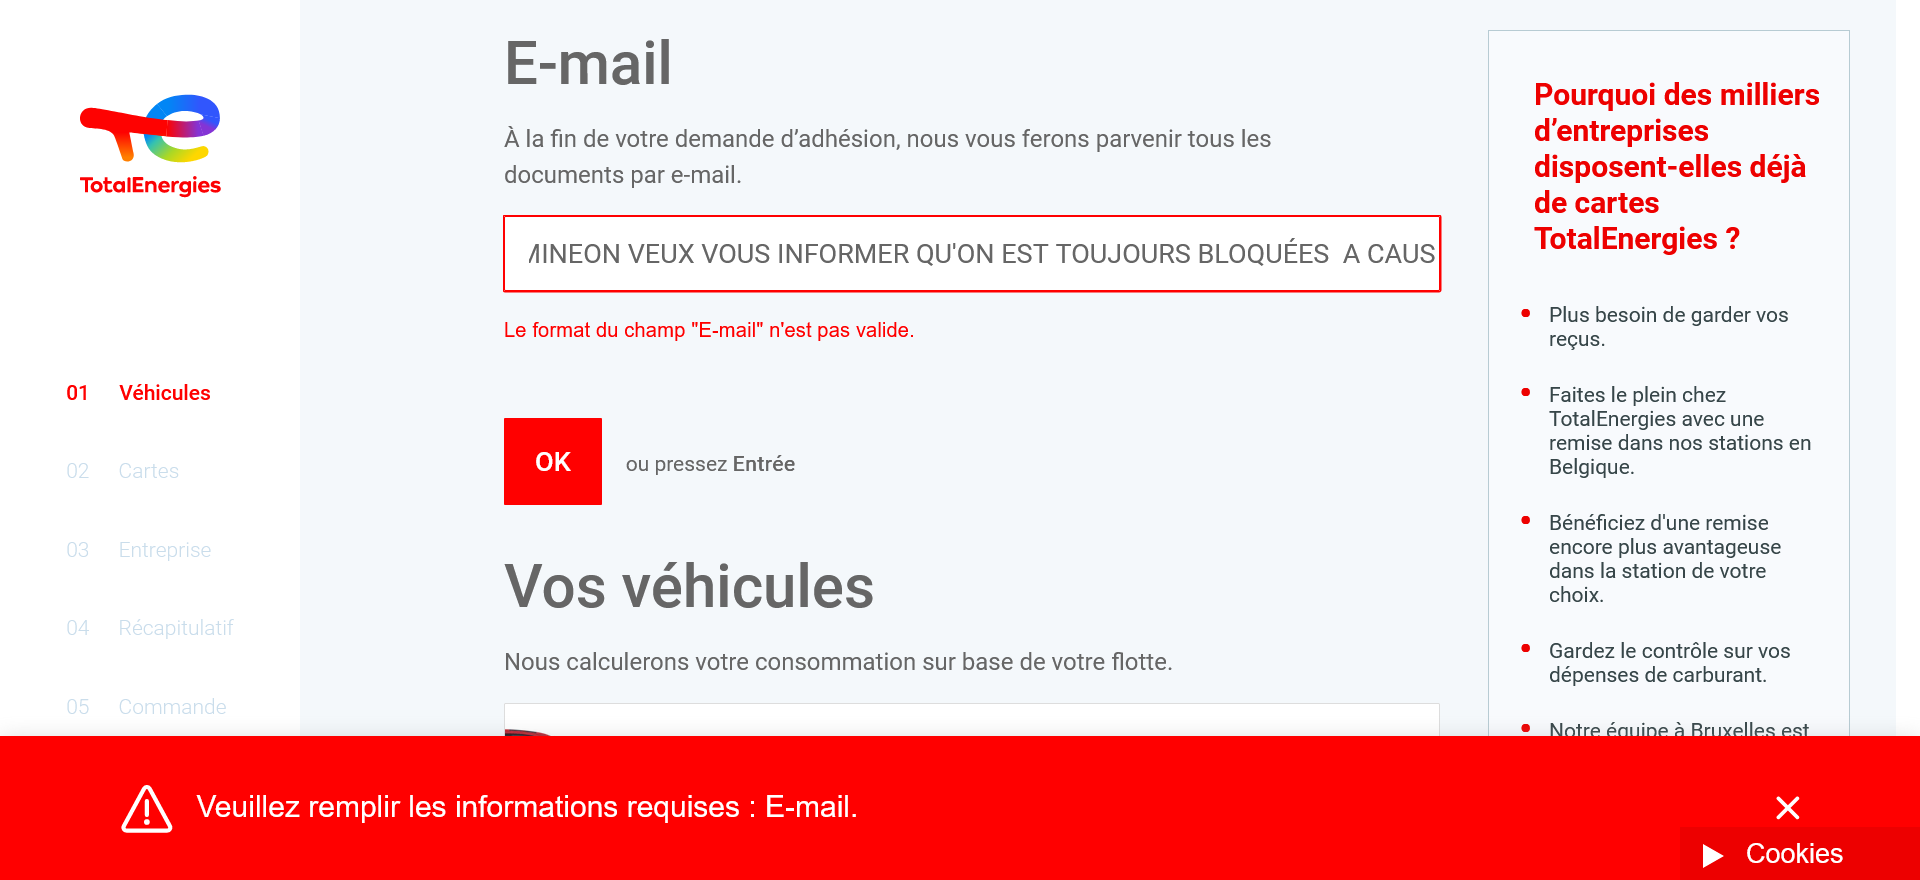 TotalEnergies
01 Véhicules
02 Cartes
03 Entreprise
04 Récapitulatif
05 Commande
E-mail
À la fin de votre demande d’adhésion, nous vous ferons parvenir tous les
documents par e-mail.
MINEON VEUX VOUS INFORMER QU'ON EST TOUJOURS BLOQUÉES A CAUS
Le format du champ "E-mail" n'est pas valide.
OK ou pressez Entrée
Vos véhicules
Nous calculerons votre consommation sur base de votre flotte.
Pourquoi des milliers
d’entreprises
disposent-elles déjà
de cartes
TotalEnergies ?
Plus besoin de garder vos
reçus.
Faites le plein chez
TotalEnergies avec une
remise dans nos stations en
Belgique.
Bénéficiez d'une remise
encore plus avantageuse
dans la station de votre
choix.
Gardez le contrôle sur vos
dépenses de carburant.
Notre équipe à Bruxelles est
Veuillez remplir les informations requises : E-mail.
Cookies